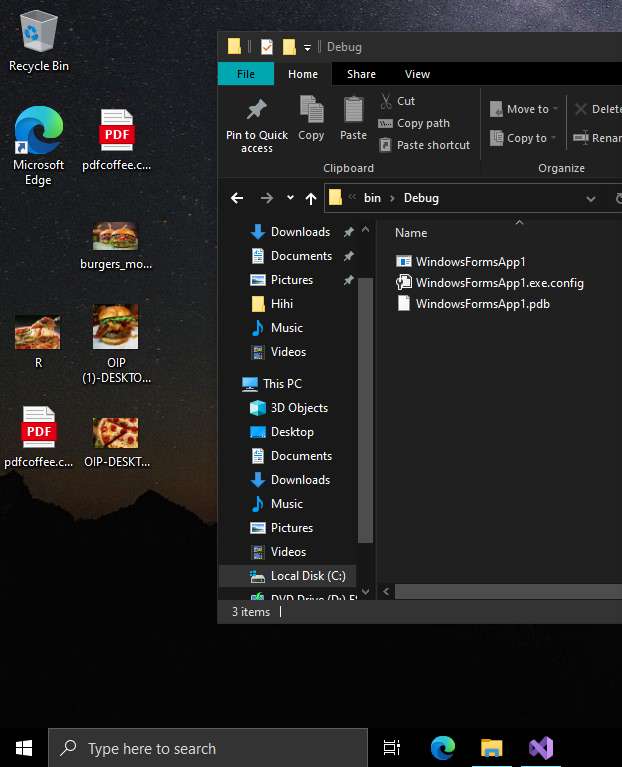 Recycle Bin
Microsoft
Edge
PDF
pdfcoffee.c...
burgers_mo...
R
OIP
(1)-DESKTO...
PDF
pdfcoffee.c...
OIP-DESKT...
Debug
File
Home
Share
View
Pin to Quick
access
Copy
Paste
Cut
Copy path
Paste shortcut
Clipboard
Move to
Copy to
Delete
Renam
Organize
bin
Debug
Downloads
Documents
Pictures
Hihi
Music
Videos
This PC
3D Objects
Desktop
Documents
Downloads
Music
Pictures
Videos
Local Disk (C:)
DVD Drive (D:) ES
Name
WindowsFormsApp1
WindowsFormsApp1.exe.config
WindowsFormsApp1.pdb
3 items
Type here to search